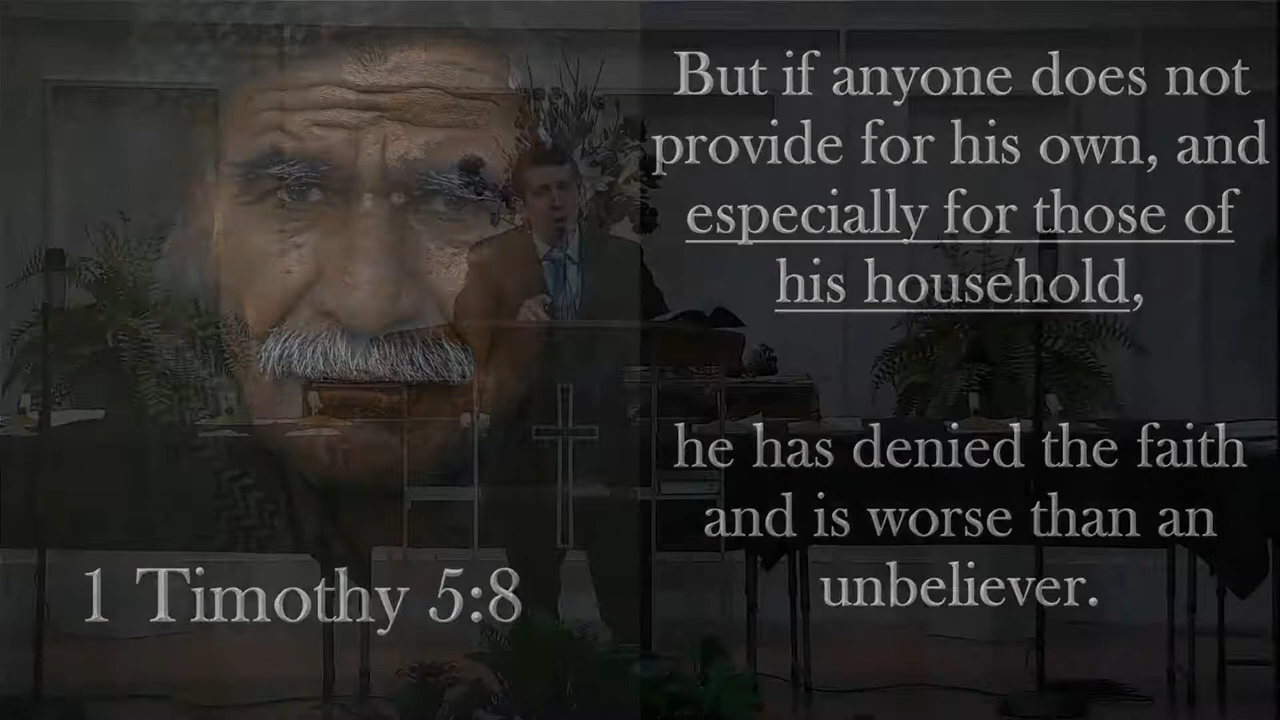 But if anyone does not
provide for his own, and
especially for those of
his household,
he has denied the faith
and is worse than an
unbeliever.
1 Timothy 5:8